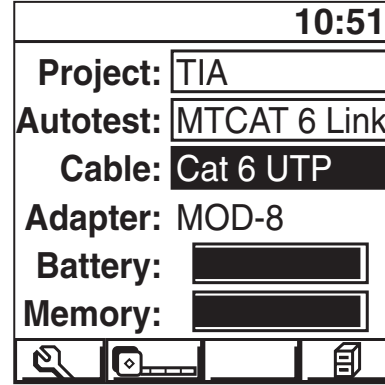 10:51
Project: TIA
Autotest: MTCAT 6 Link
Cable: Cat 6 UTP
Adapter: MOD-8
Battery:
Memory: